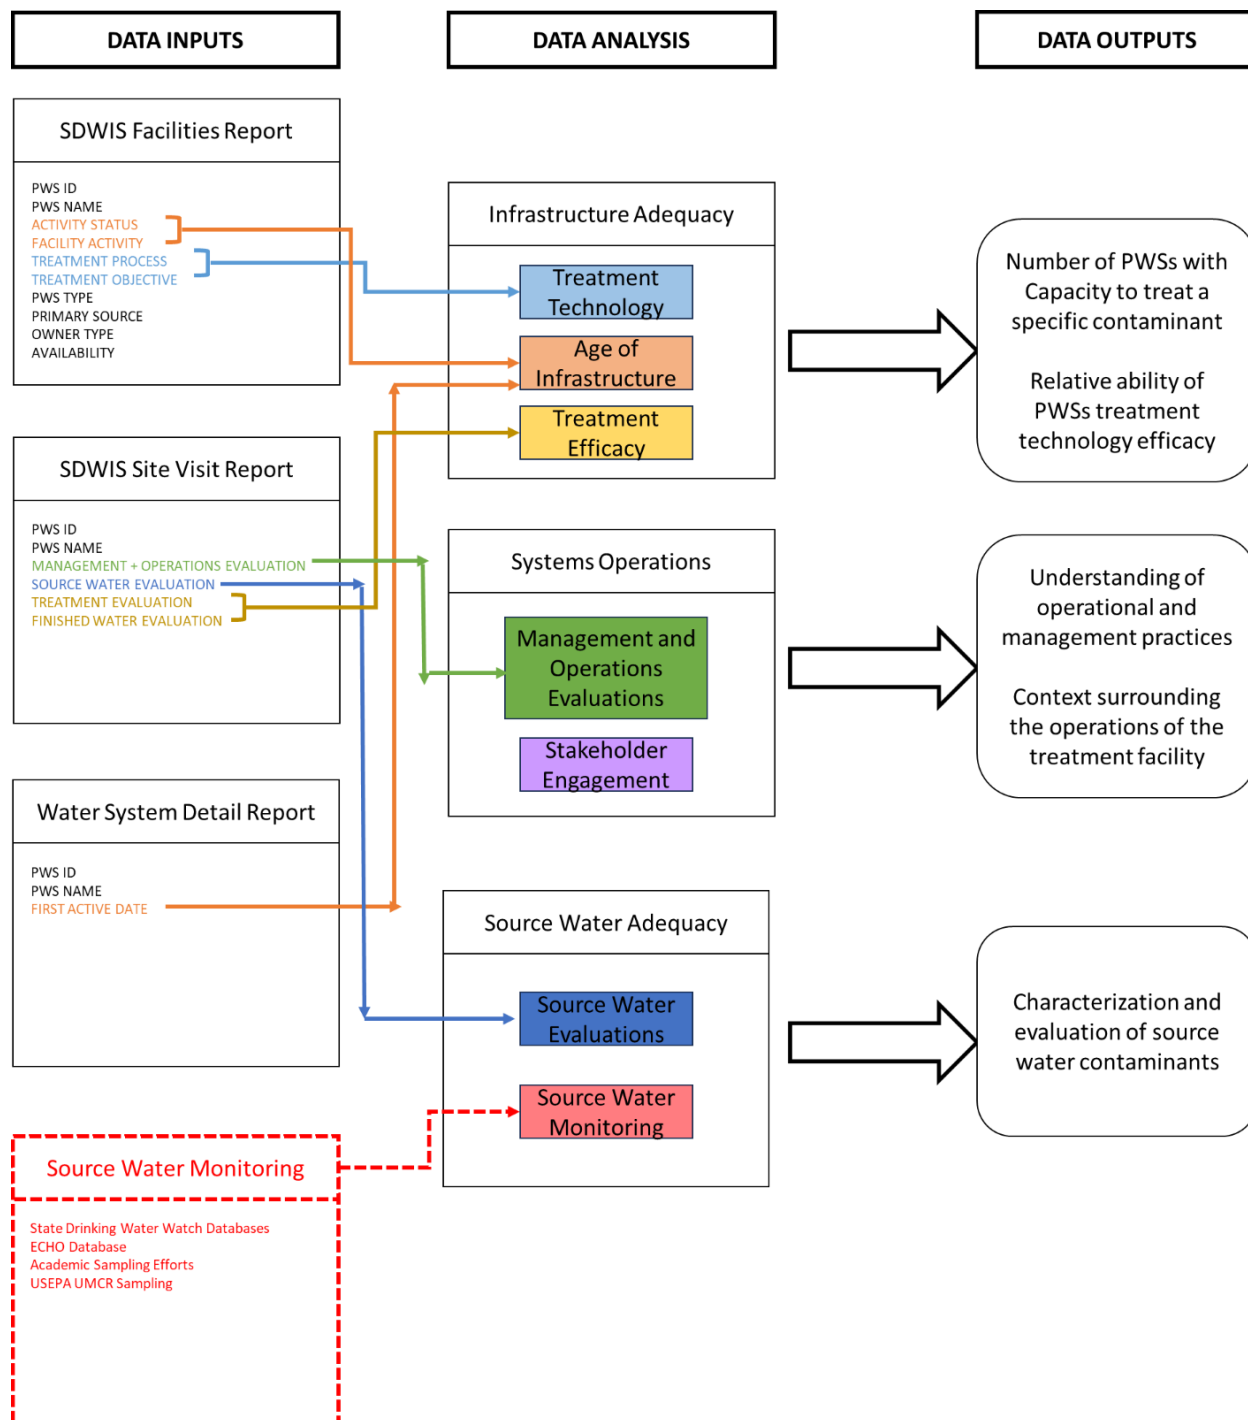 DATA INPUTS
DATA ANALYSIS
DATA OUTPUTS
SDWIS Facilities Report
PWS ID
PWS NAME
ACTIVITY STATUS
FACILITY ACTIVITY
TREATMENT PROCESS
TREATMENT OBJECTIVE
PWS TYPE
PRIMARY SOURCE
OWNER TYPE
AVAILABILITY
SDWIS Site Visit Report
PWS ID
PWS NAME
MANAGEMENT + OPERATIONS EVALUATION
SOURCE WATER EVALUATION
TREATMENT EVALUATION
FINISHED WATER EVALUATION
Water System Detail Report
PWS ID
PWS NAME
FIRST ACTIVE DATE
Source Water Monitoring
State Drinking Water Watch Databases
ECHO Database
Academic Sampling Efforts
USEPA UMCR Sampling
Infrastructure Adequacy
Treatment
Technology
Age of
Infrastructure
Treatment
Efficacy
Systems Operations
Management and
Operations
Evaluations
Stakeholder
Engagement
Source Water Adequacy
Source Water
Evaluations
Source Water
Monitoring
Number of PWSs with
Capacity to treat a
specific contaminant
Relative ability of
PWSs treatment
technology efficacy
Understanding of
operational and
management practices
Context surrounding
the operations of the
treatment facility
Characterization and
evaluation of source
water contaminants